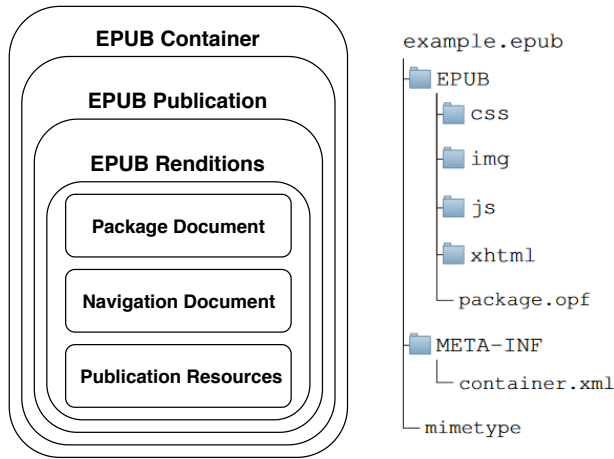 EPUB Container
EPUB Publication
EPUB Renditions
Package Document
Navigation Document
Publication Resources
example.epub
EPUB
css
img
js
xhtml
package.opf
META-INF
container.xml
mimetype